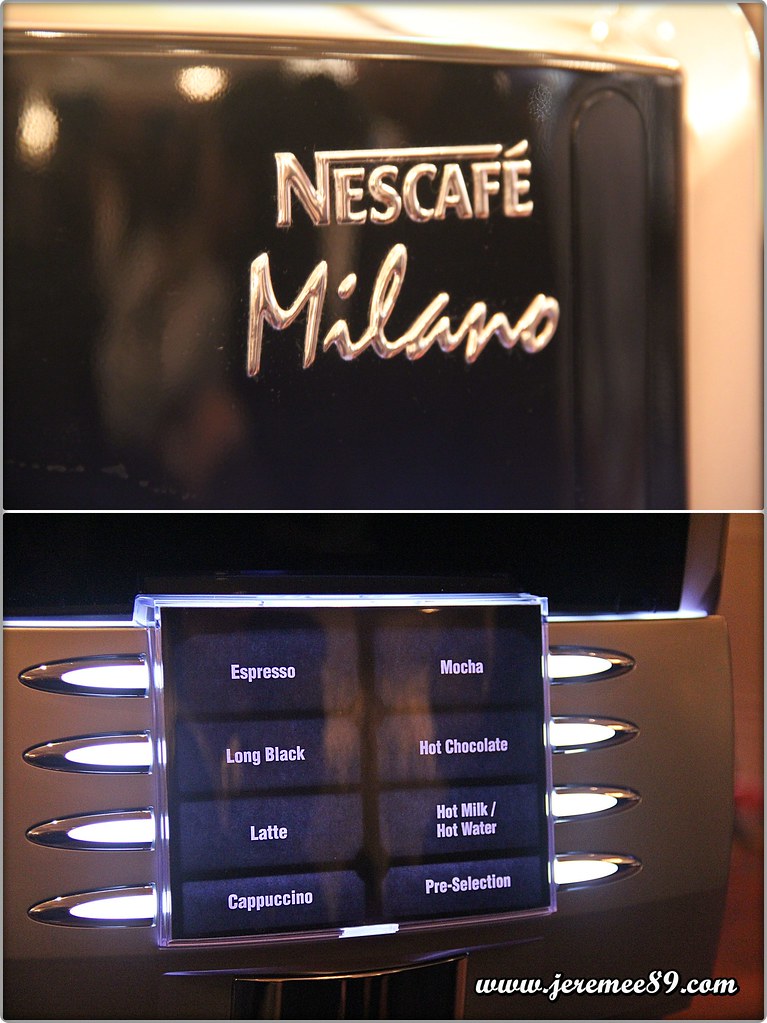 NESCAFÉ
Milano
Espresso
Mocha
Long Black
Hot Chocolate
Latte
Hot Milk /
Hot Water
Cappuccino
Pre-Selection
www.jeremee89.com